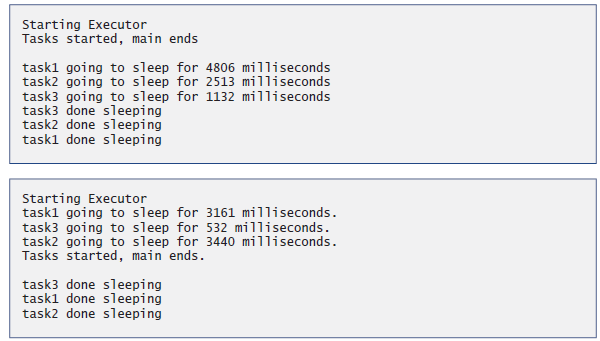 Starting Executor
Tasks started, main ends
task1 going to sleep for 4806 milliseconds
task2 going to sleep for 2513 milliseconds
task3 going to sleep for 1132 milliseconds
task3 done sleeping
task2 done sleeping
task1 done sleeping
Starting Executor
task1 going to sleep for 3161 milliseconds.
task3 going to sleep for 532 milliseconds.
task2 going to sleep for 3440 milliseconds.
Tasks started, main ends.
task3 done sleeping
task1 done sleeping
task2 done sleeping